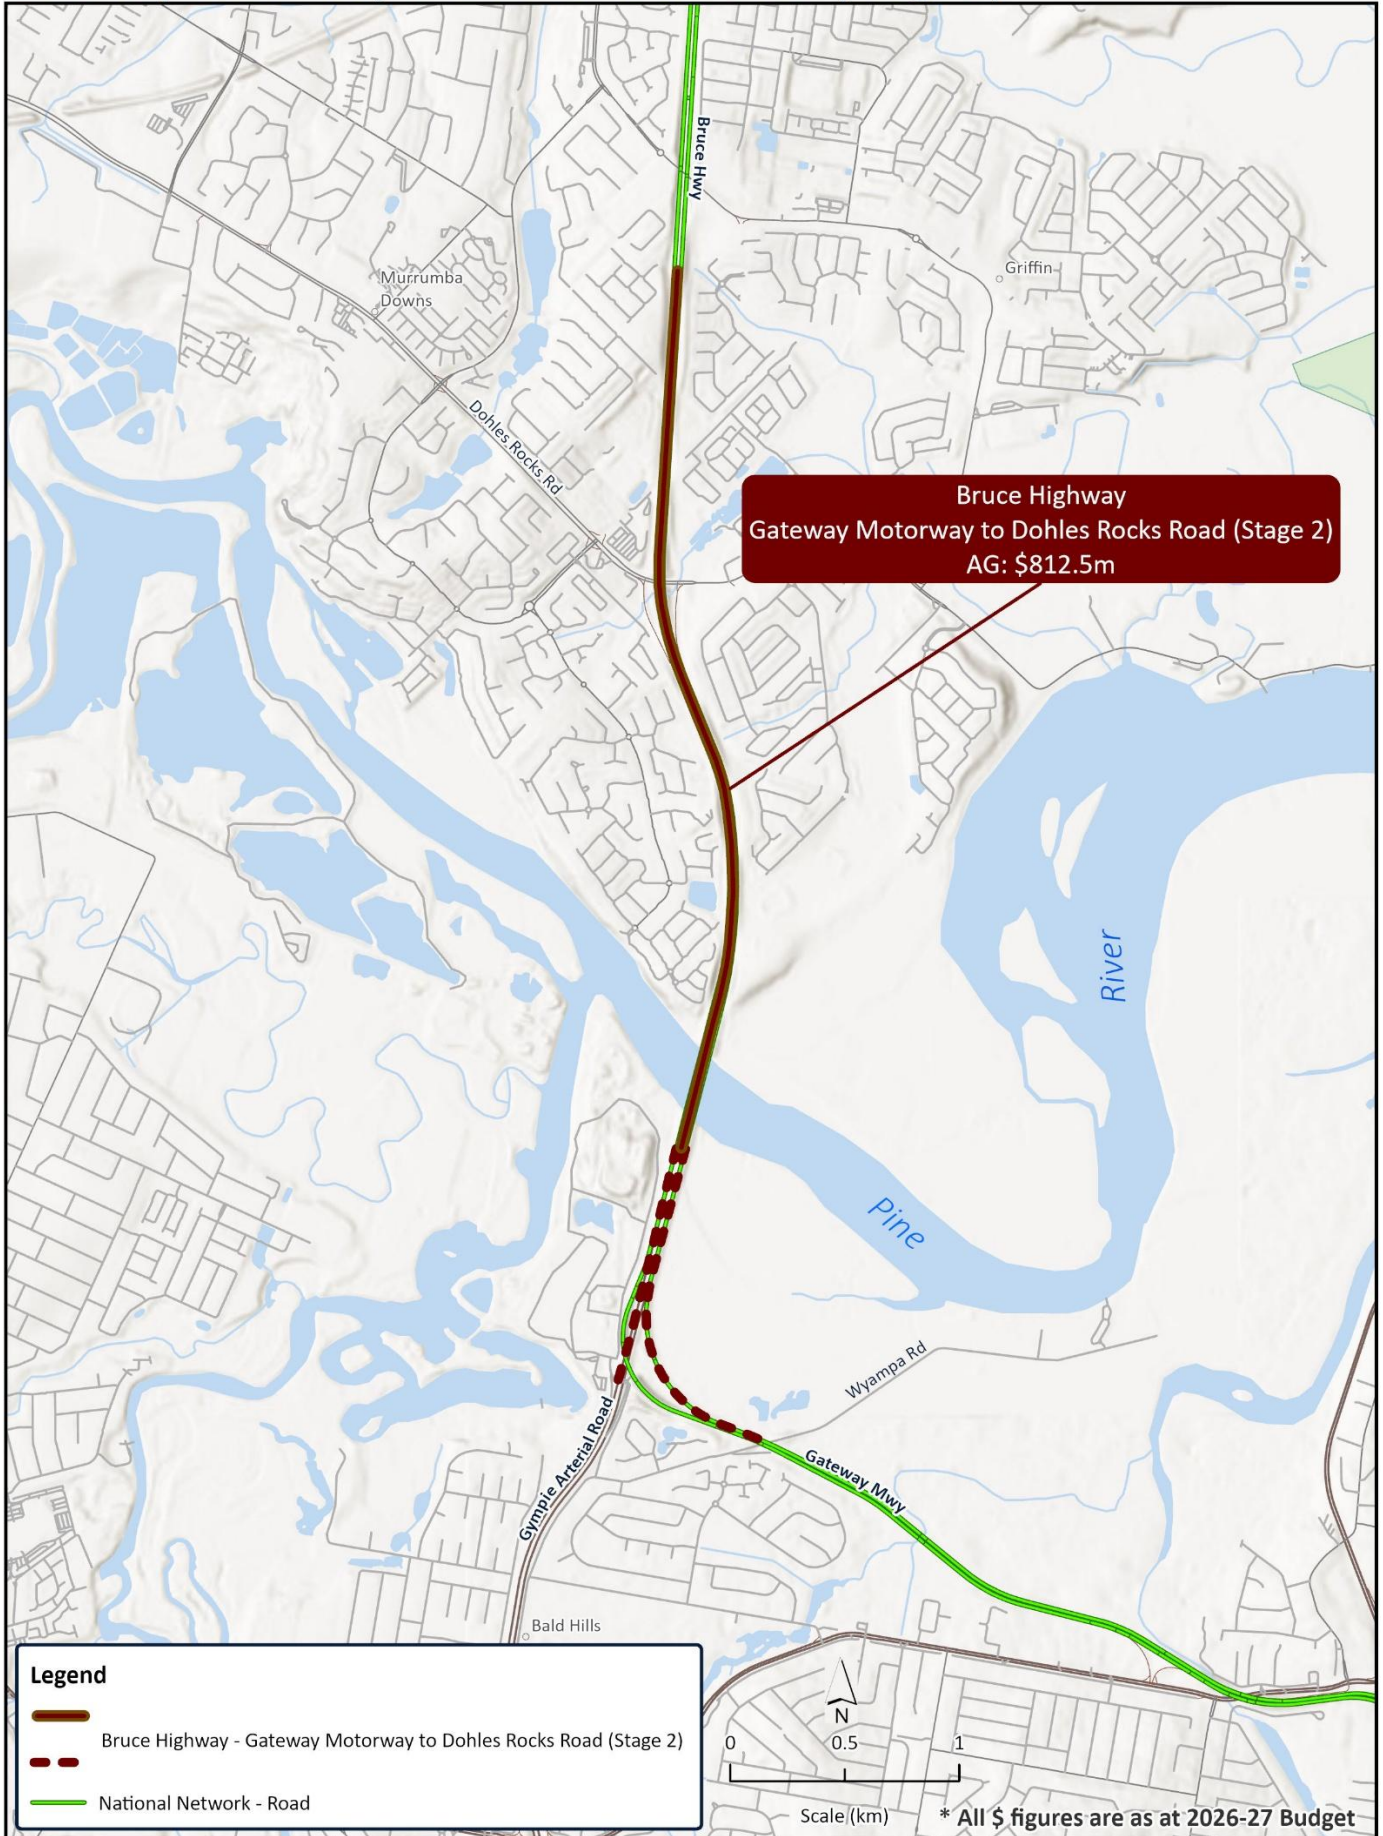 Bruce Hwy
Griffin
Murrumba
Downs
Dohles Rocks Rd
Bruce Highway
Gateway Motorway to Dohles Rocks Road (Stage 2)
AG: $812.5m
River
Pine
Wyampa Rd
Gympie Arterial Road
Gateway Mwy
Bald Hills
Legend
Bruce Highway - Gateway Motorway to Dohles Rocks Road (Stage 2)
National Network - Road
N
0 0.5 1
Scale (km)
* All $ figures are as at 2026-27 Budget